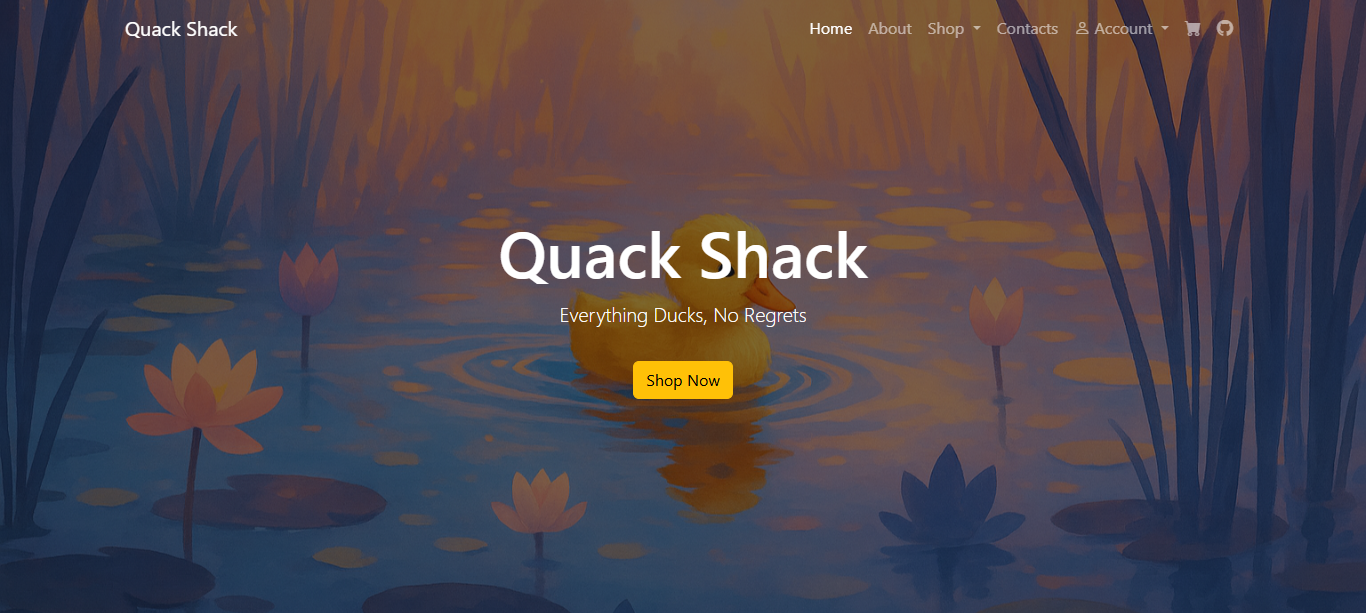 Quack Shack
Home About Shop Contacts Account
Quack Shack
Everything Ducks, No Regrets
Shop Now